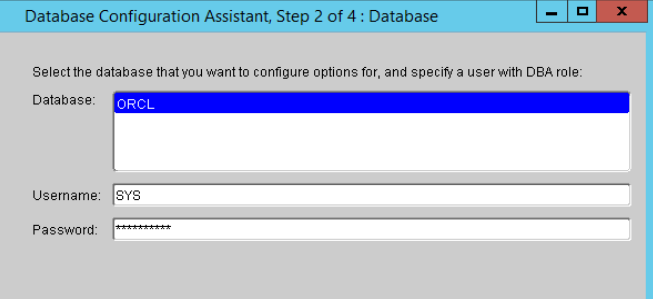 Database Configuration Assistant, Step 2 of 4 : Database
Select the database that you want to configure options for, and specify a user with DBA role:
Database:
ORCL
Username: SYS
Password: **********